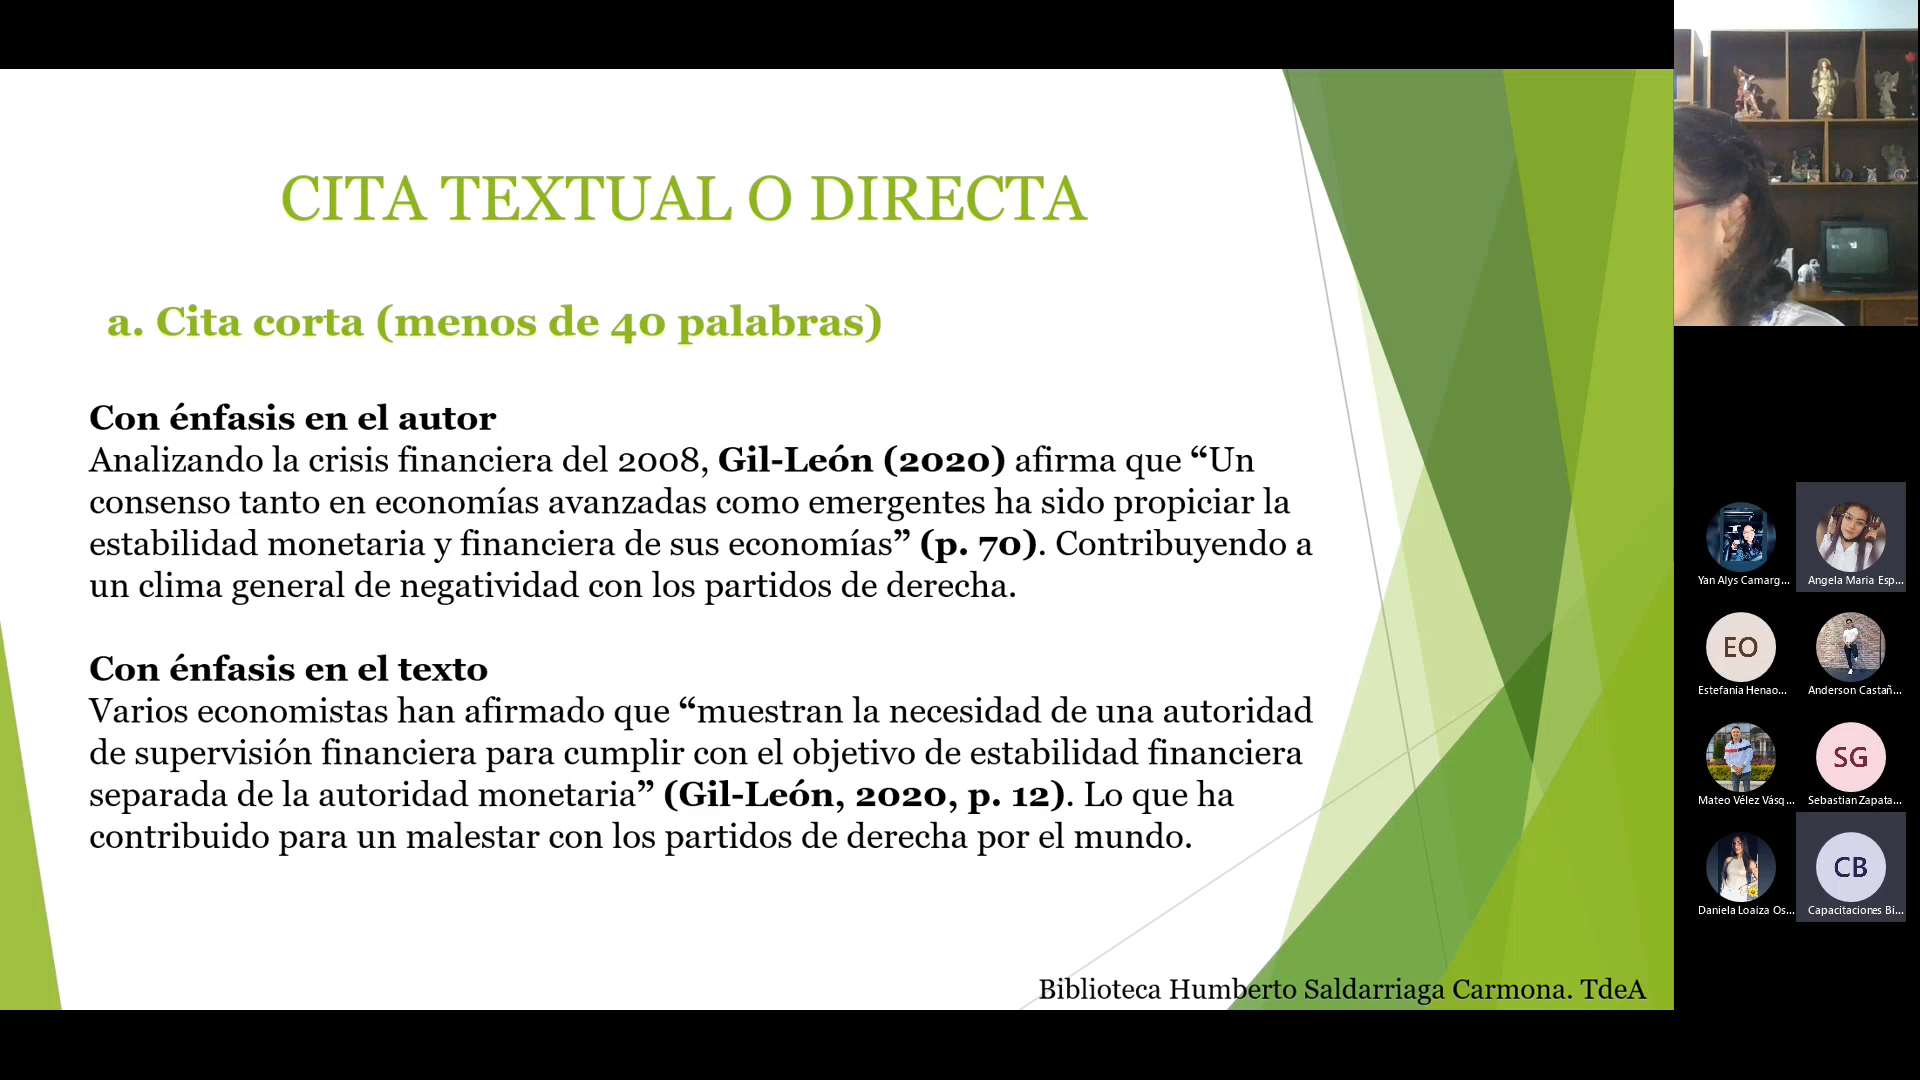 CITA TEXTUAL O DIRECTA
a. Cita corta (menos de 40 palabras)
Con énfasis en el autor
Analizando la crisis financiera del 2008, Gil-León (2020) afirma que “Un
consenso tanto en economías avanzadas como emergentes ha sido propiciar la
estabilidad monetaria y financiera de sus economías” (p. 70). Contribuyendo a
un clima general de negatividad con los partidos de derecha.
Con énfasis en el texto
Varios economistas han afirmado que “muestran la necesidad de una autoridad
de supervisión financiera para cumplir con el objetivo de estabilidad financiera
separada de la autoridad monetaria” (Gil-León, 2020, p. 12). Lo que ha
contribuido para un malestar con los partidos de derecha por el mundo.
Biblioteca Humberto Saldarriaga Carmona. TdeA
Yan Alys Camarg...
Angela Maria Esp...
EO
Estefania Henao...
Anderson Castañ...
Mateo Vélez Vásq...
SG
Sebastian Zapata...
Daniela Loaiza Os...
CB
Capacitaciones Bi...